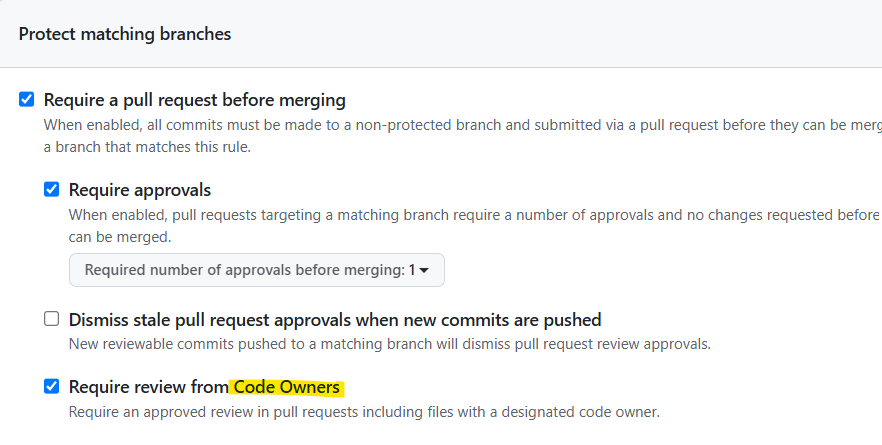 Protect matching branches
Require a pull request before merging
When enabled, all commits must be made to a non-protected branch and submitted via a pull request before they can be
a branch that matches this rule.
Require approvals
When enabled, pull requests targeting a matching branch require a number of approvals and no changes requested before
can be merged.
Required number of approvals before merging: 1
Dismiss stale pull request approvals when new commits are pushed
New reviewable commits pushed to a matching branch will dismiss pull request review approvals.
Require review from Code Owners
Require an approved review in pull requests including files with a designated code owner.